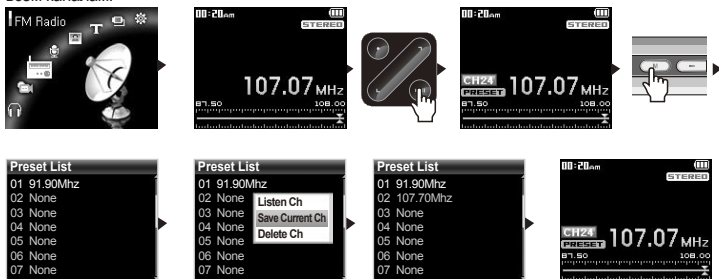 FM Radio
00:20am
STEREO
107.07MHz
87.50 108.00
00:20am
STEREO
CH24
PRESET 107.07MHz
87.50 108.00
M
Preset List
01 91.90Mhz
02 None
03 None
04 None
05 None
06 None
07 None
Preset List
01 91.90Mhz
02 None
03 None
04 None
05 None
06 None
07 None
Listen Ch
Save Current Ch
Delete Ch
Preset List
01 91.90Mhz
02 107.70Mhz
03 None
04 None
05 None
06 None
07 None
00:20am
STEREO
CH24
PRESET 107.07MHz
87.50 108.00